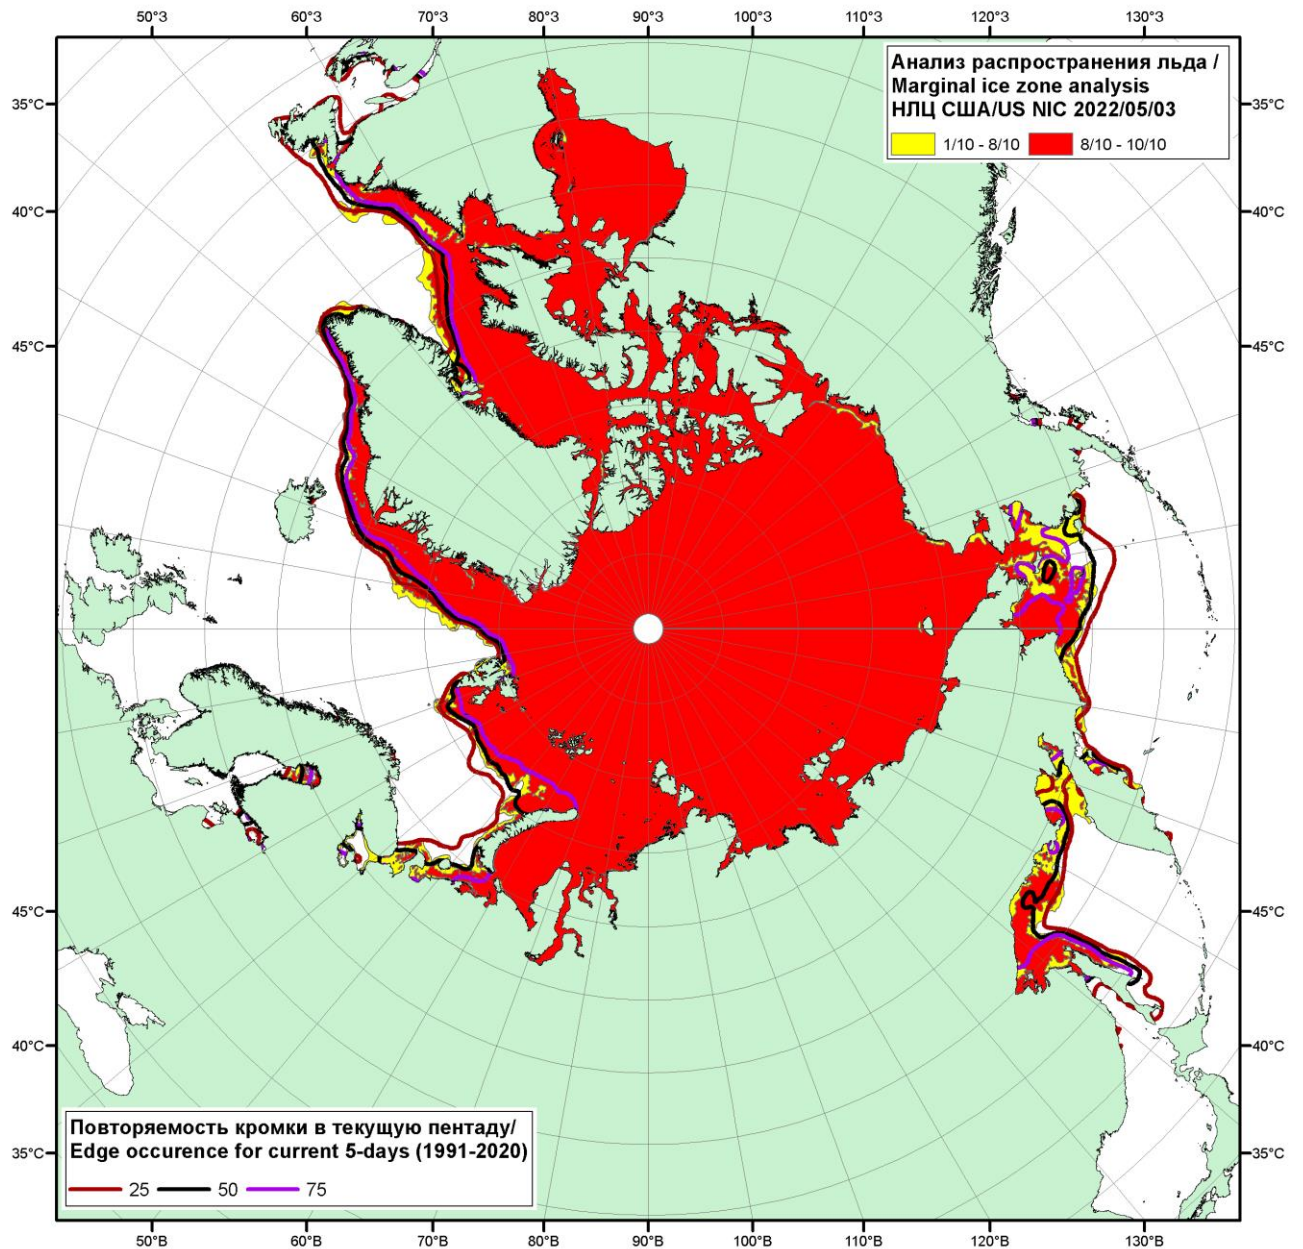 50°З 60°З 70°З 80°З 90°З 100°З 110°З 120°З 130°З
Анализ распространения льда /
Marginal ice zone analysis
НЛЦ США/US NIC 2022/05/03
1/10 - 8/10 8/10 - 10/10
35°С 35°С
40°С 40°С
45°С 45°С
45°С 45°С
40°С 40°С
Повторяемость кромки в текущую пентаду/
Edge occurence for current 5-days (1991-2020)
35°С 35°С
25 50 75
50°В 60°В 70°В 80°В 90°В 100°В 110°В 120°В 130°В